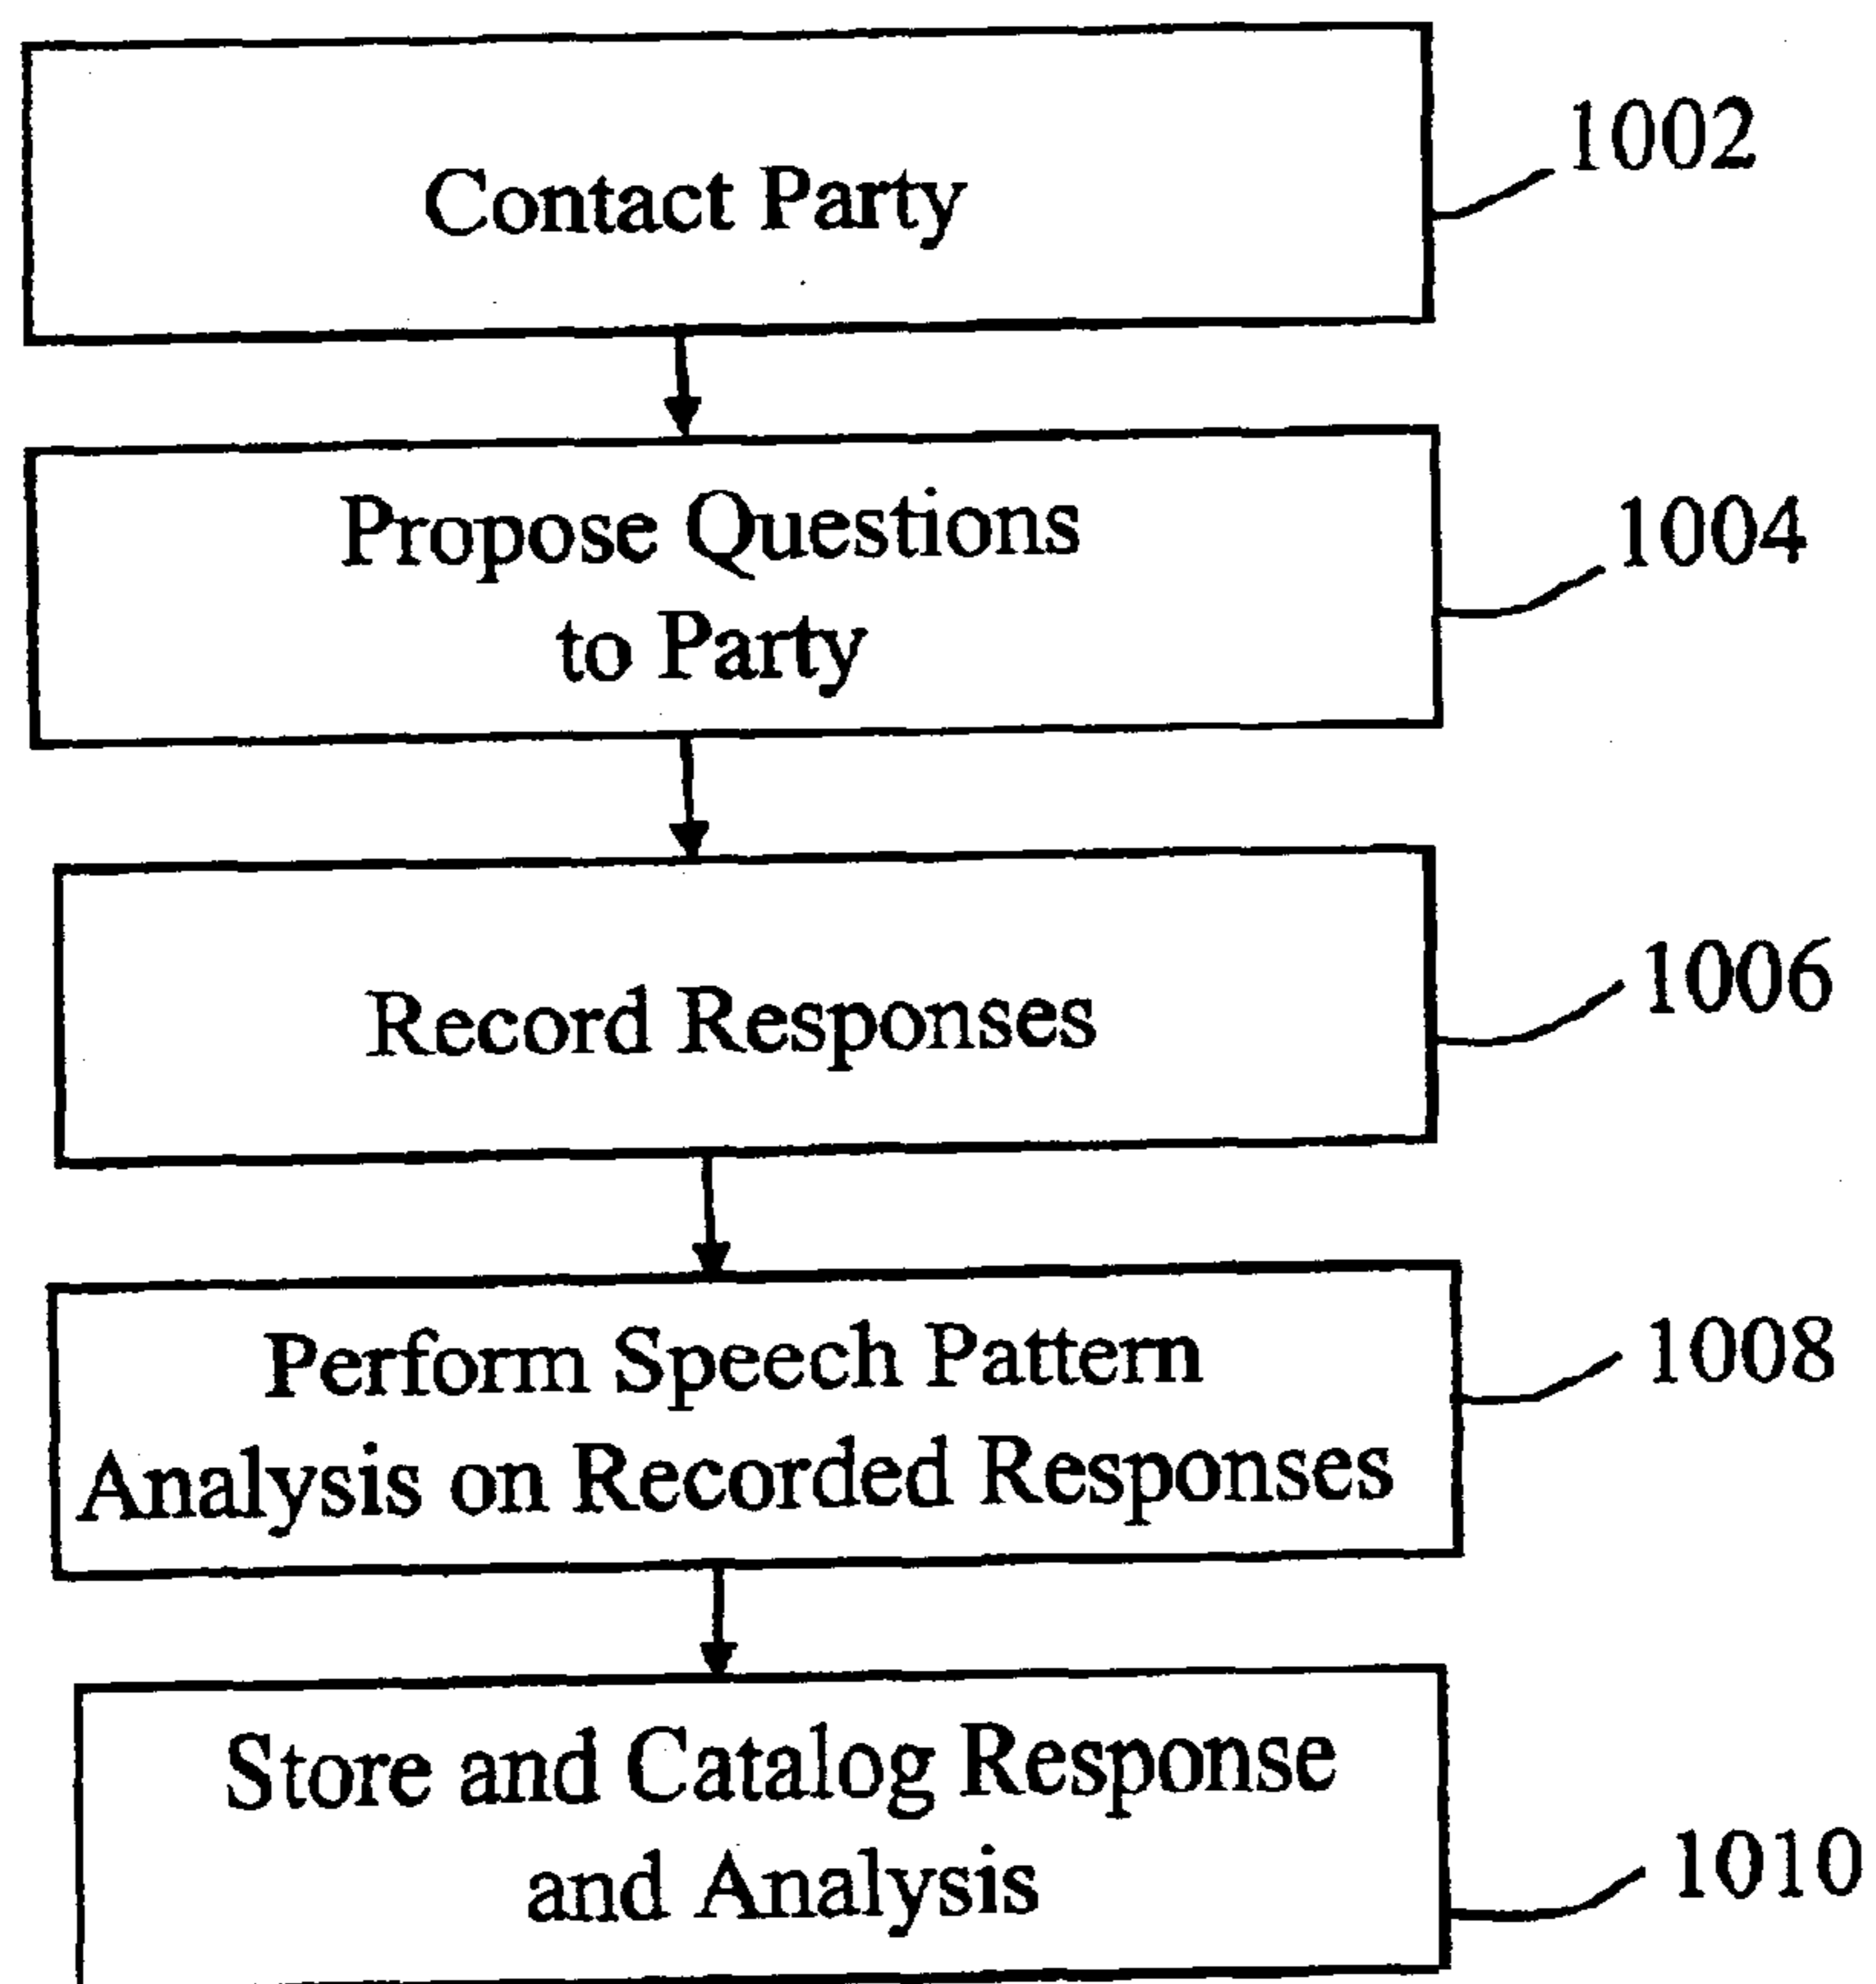 Contact Party
1002
Propose Questions
to Party
1004
Record Responses
1006
Perform Speech Pattern
Analysis on Recorded Responses
1008
Store and Catalog Response
and Analysis
1010